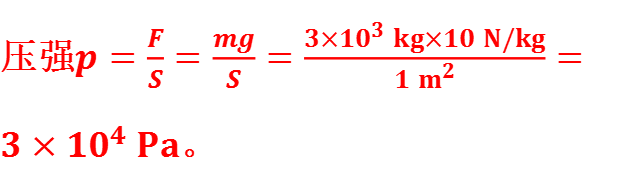 压强p = F/S = mg/S = 3×10³ kg×10 N/kg / 1 m² =
3 × 10⁴ Pa。